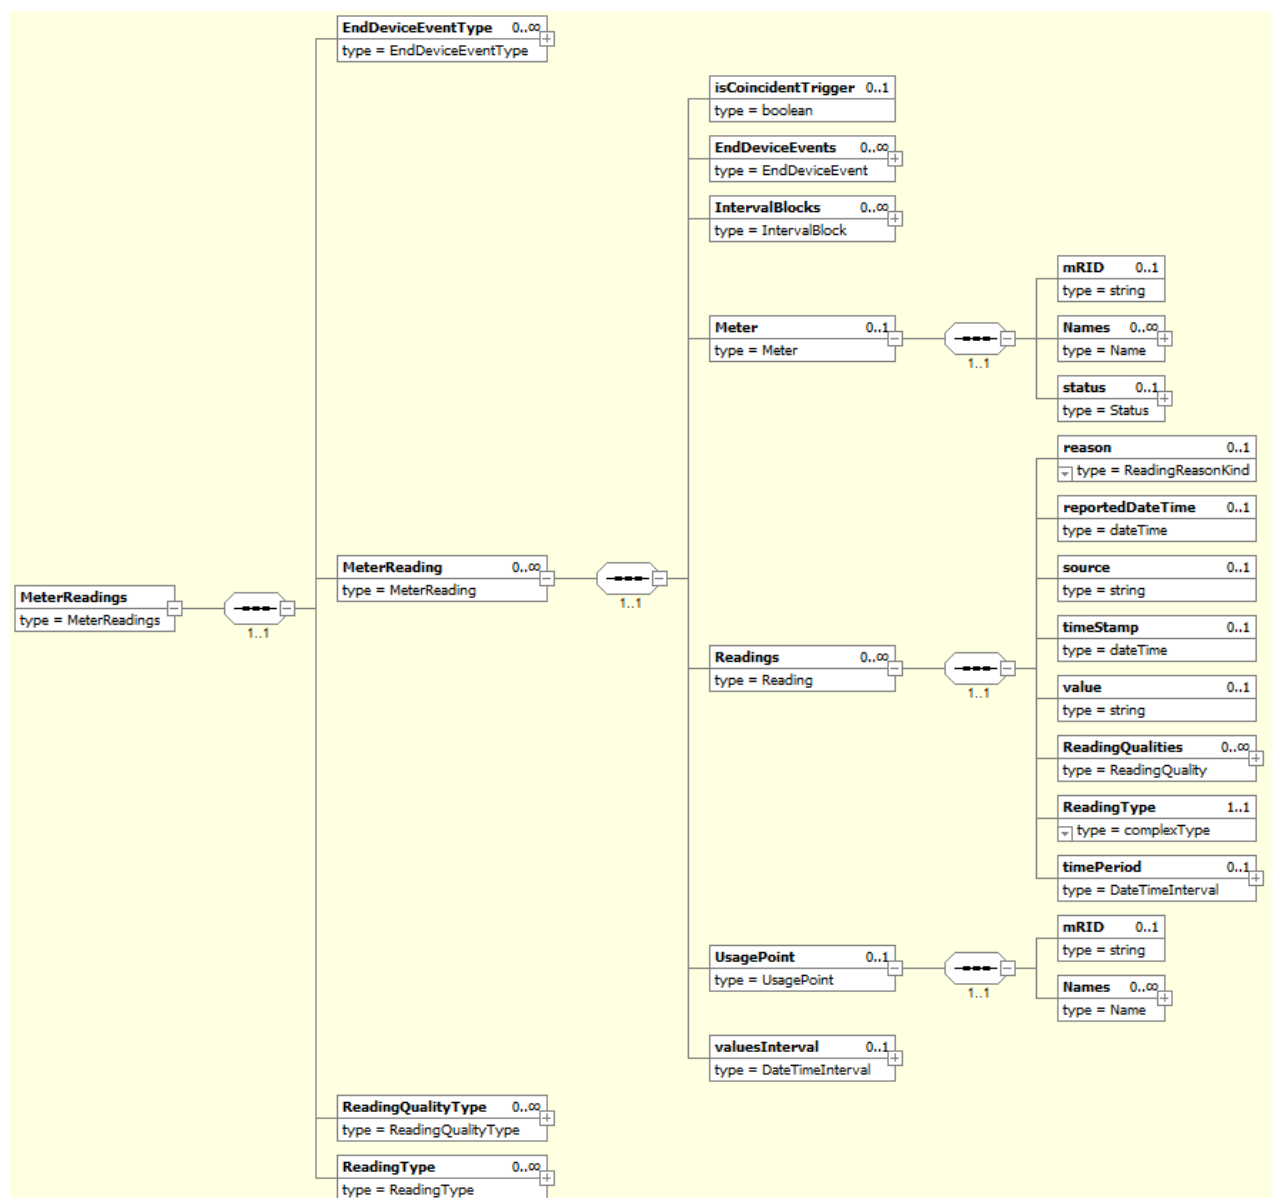 EndDeviceEventType 0..∞
type = EndDeviceEventType
isCoincidentTrigger 0..1
type = boolean
EndDeviceEvents 0..∞
type = EndDeviceEvent
IntervalBlocks 0..∞
type = IntervalBlock
mRID 0..1
type = string
Names 0..∞
type = Name
status 0..1
type = Status
Meter 0..1
type = Meter
1..1
reason 0..1
type = ReadingReasonKind
reportedDateTime 0..1
type = dateTime
source 0..1
type = string
timeStamp 0..1
type = dateTime
value 0..1
type = string
ReadingQualities 0..∞
type = ReadingQuality
ReadingType 1..1
type = complexType
timePeriod 0..1
type = DateTimeInterval
MeterReading 0..∞
type = MeterReading
1..1
MeterReadings
type = MeterReadings
1..1
Readings 0..∞
type = Reading
1..1
mRID 0..1
type = string
Names 0..∞
type = Name
UsagePoint 0..1
type = UsagePoint
1..1
valuesInterval 0..1
type = DateTimeInterval
ReadingQualityType 0..∞
type = ReadingQualityType
ReadingType 0..∞
type = ReadingType